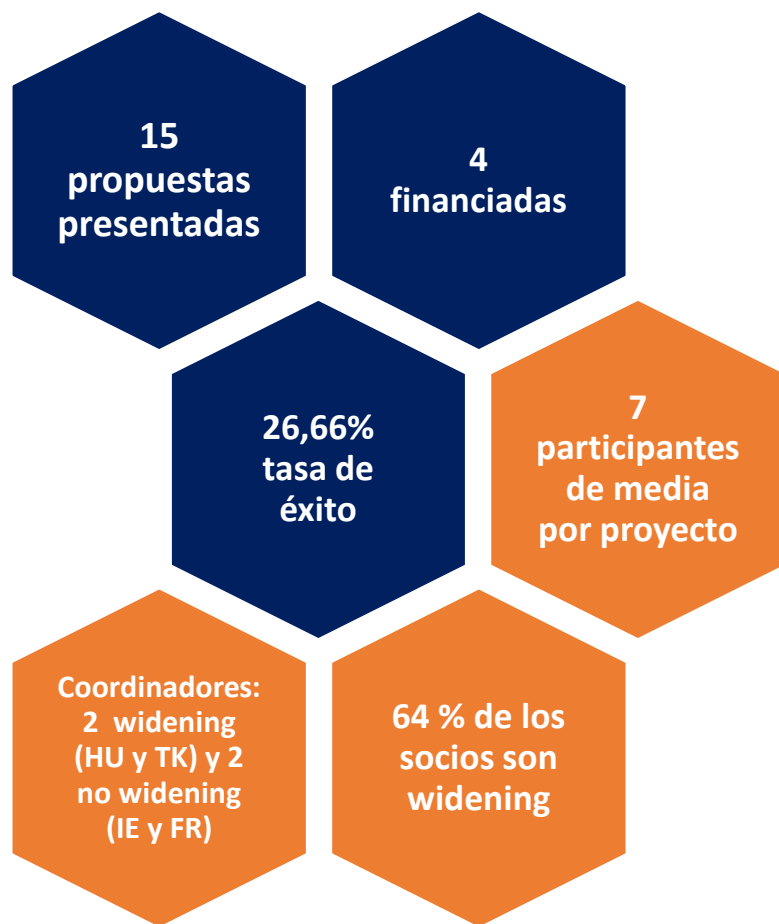 15
propuestas
presentadas
4
financiadas
26,66%
tasa de
éxito
7
participantes
de media
por proyecto
Coordinadores:
2 widening
(HU y TK) y 2
no widening
(IE y FR)
64 % de los
socios son
widening